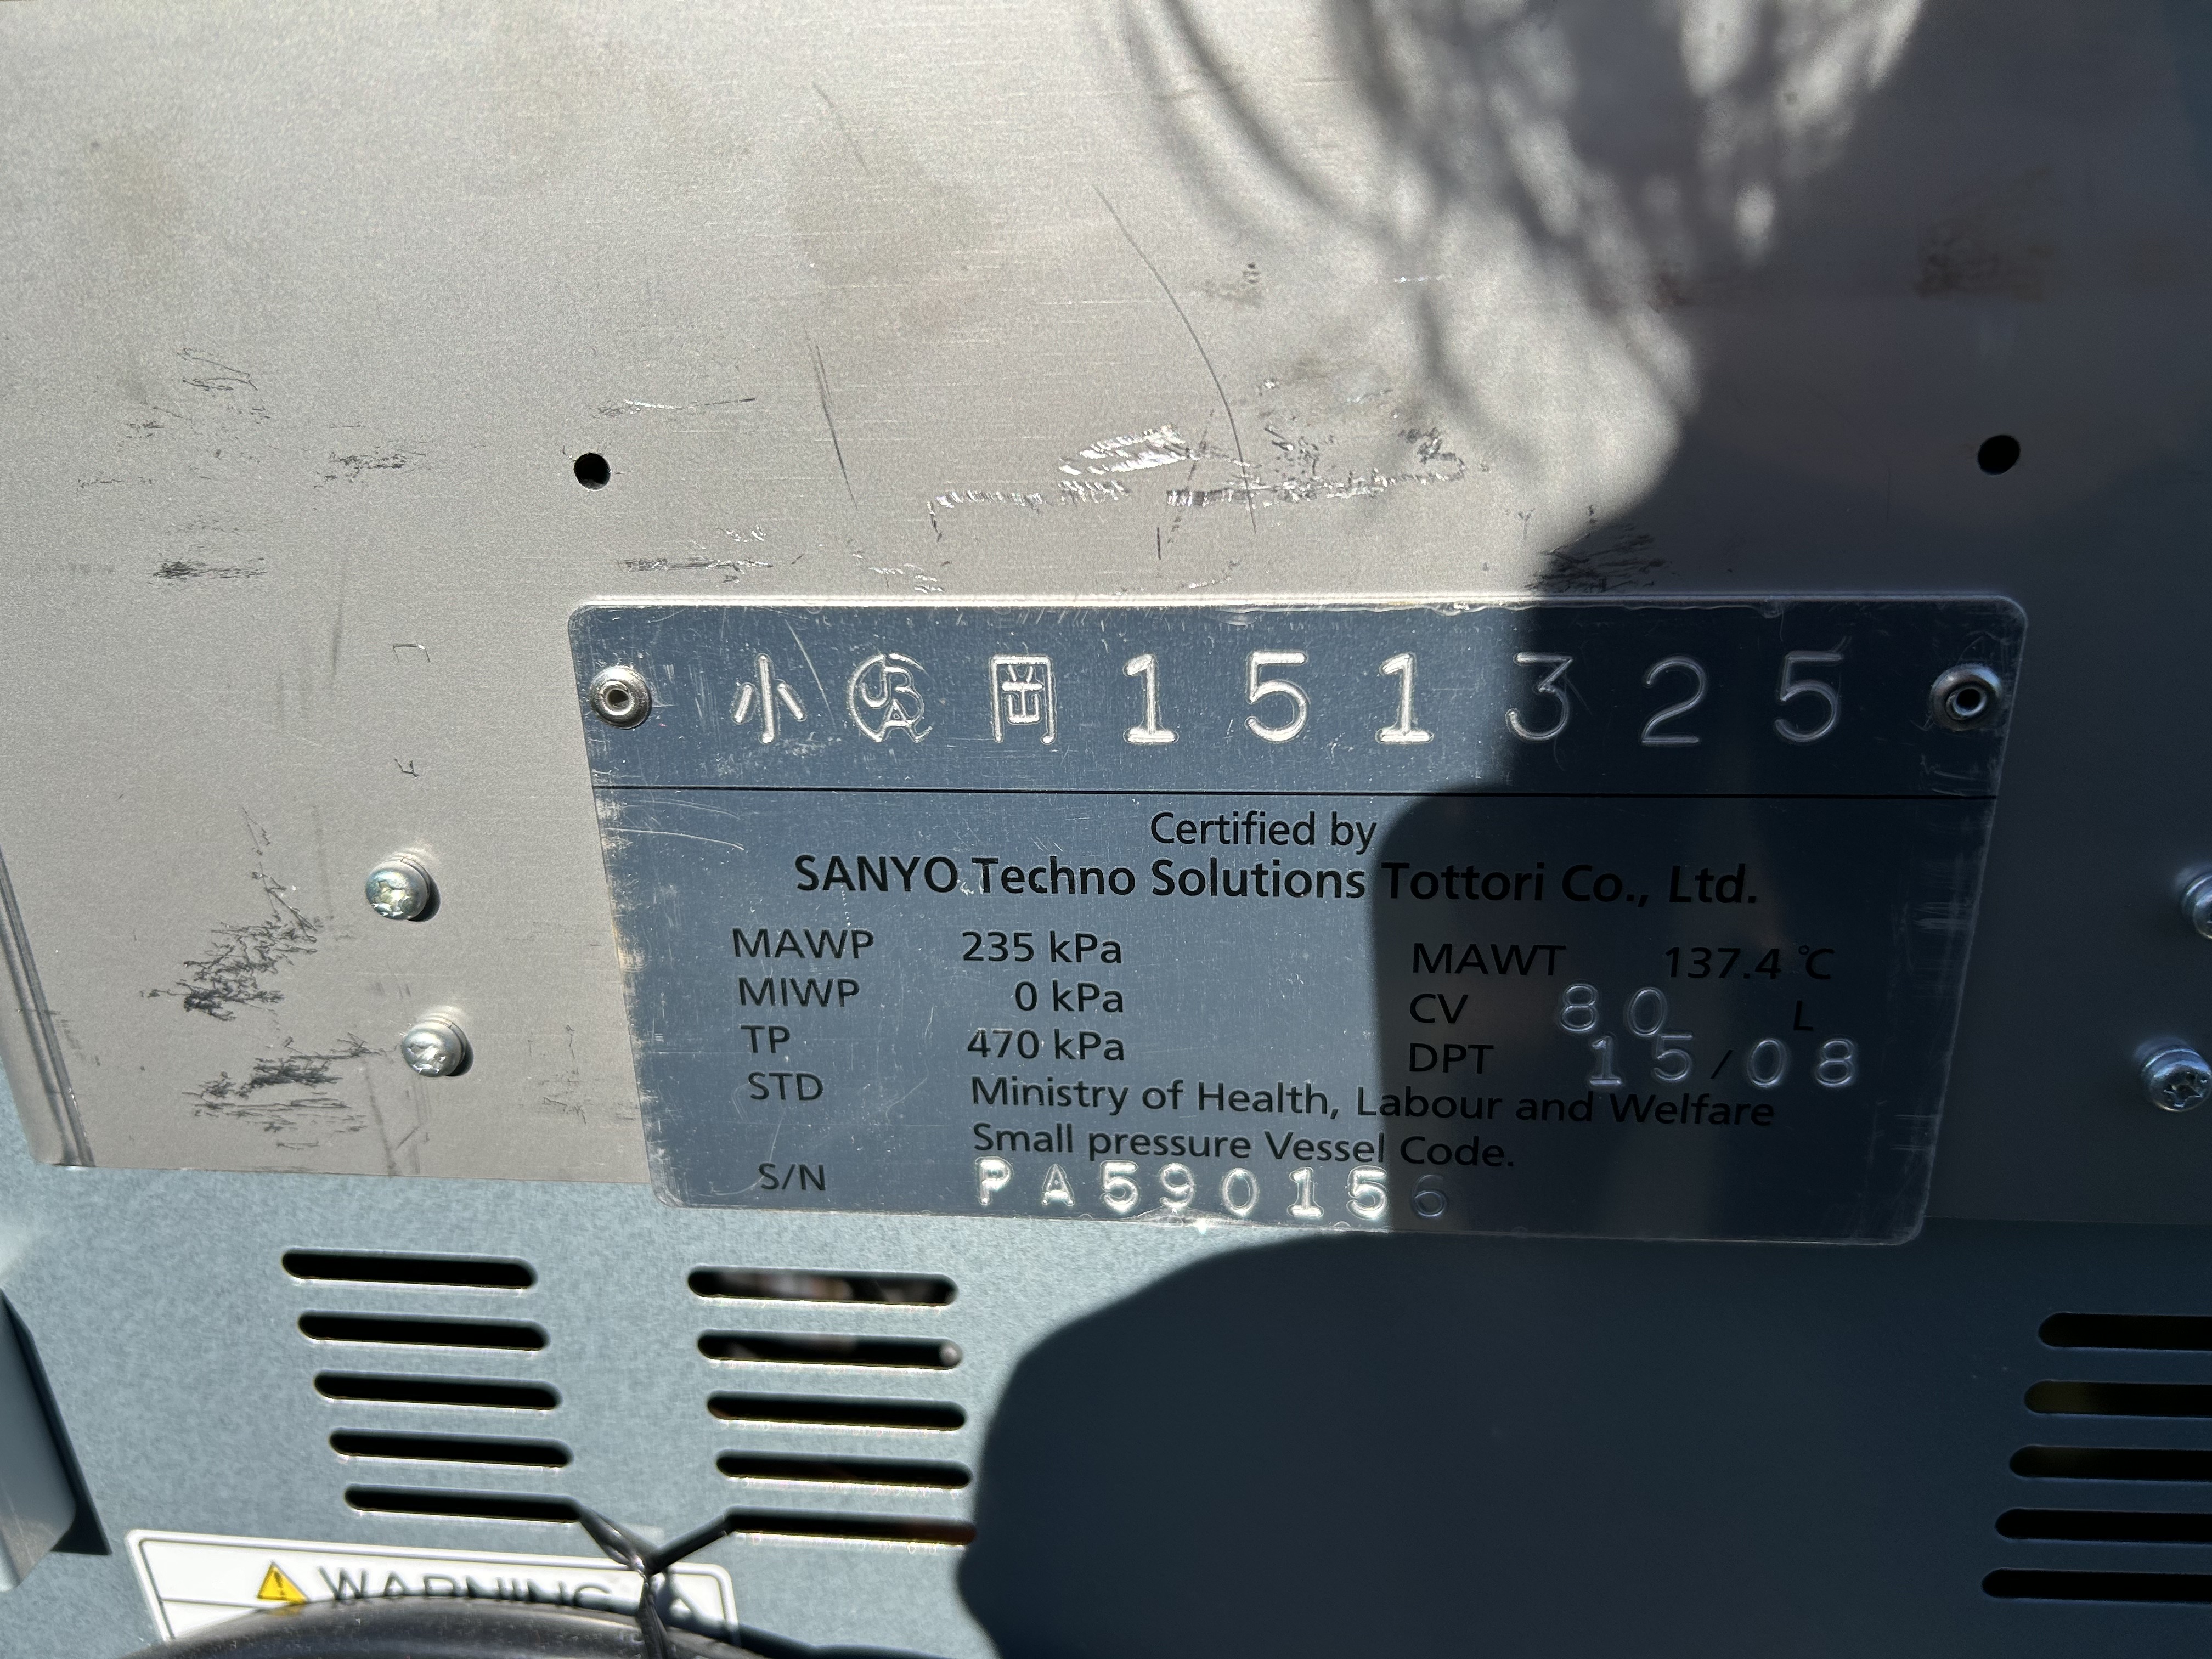 小 JBA 岡 151325
Certified by
SANYO Techno Solutions Tottori Co., Ltd.
MAWP 235 kPa MAWT 137.4 ℃
MIWP 0 kPa CV 80 L
TP 470 kPa DPT 15/08
STD Ministry of Health, Labour and Welfare
Small pressure Vessel Code.
S/N PA590156
WARNING